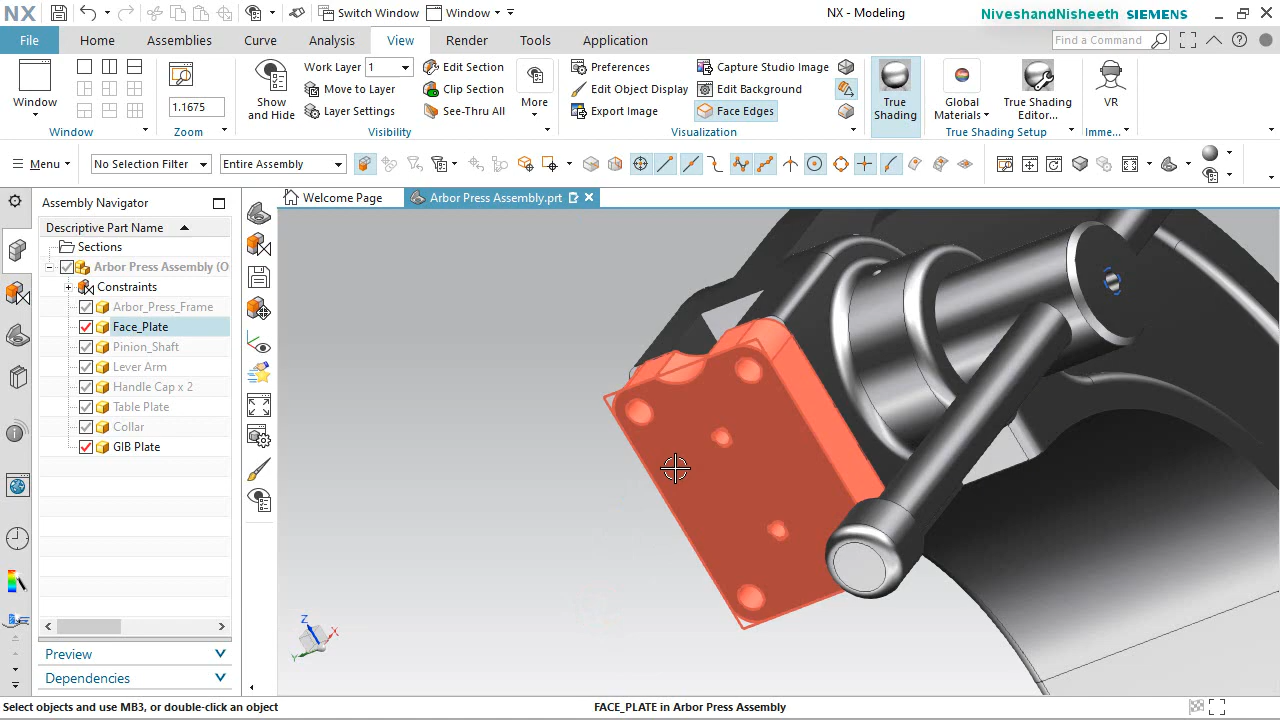 NX
Switch Window
Window
NX - Modeling
NiveshandNisheeth SIEMENS
File
Home
Assemblies
Curve
Analysis
View
Render
Tools
Application
Find a Command
Window
1.1675
Window
Zoom
Show and Hide
Work Layer 1
Move to Layer
Layer Settings
Edit Section
Clip Section
See-Thru All
More
Visibility
Preferences
Edit Object Display
Export Image
Capture Studio Image
Edit Background
Face Edges
Visualization
True Shading
Global Materials
True Shading Editor...
True Shading Setup
VR
Imme...
Menu
No Selection Filter
Entire Assembly
Assembly Navigator
Welcome Page
Arbor Press Assembly.prt
Descriptive Part Name
Sections
Arbor Press Assembly (O
Constraints
Arbor_Press_Frame
Face_Plate
Pinion_Shaft
Lever Arm
Handle Cap x 2
Table Plate
Collar
GIB Plate
Z
X
Y
Preview
Dependencies
Select objects and use MB3, or double-click an object
FACE_PLATE in Arbor Press Assembly